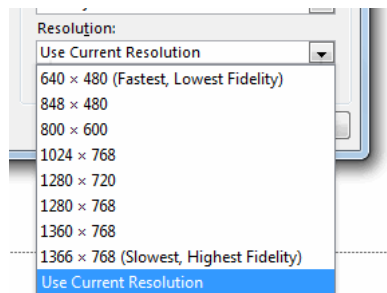 Resolution:
Use Current Resolution
640 × 480 (Fastest, Lowest Fidelity)
848 × 480
800 × 600
1024 × 768
1280 × 720
1280 × 768
1360 × 768
1366 × 768 (Slowest, Highest Fidelity)
Use Current Resolution